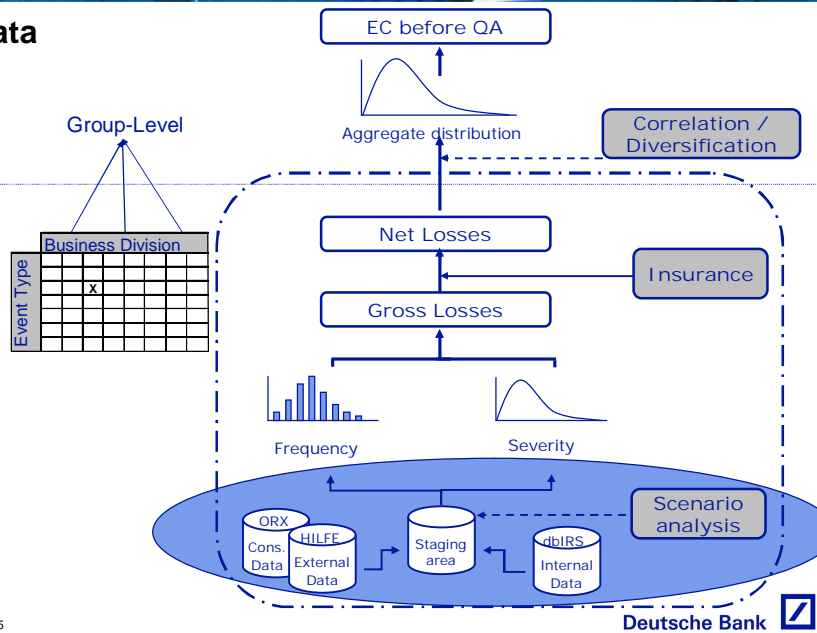 ata
EC before QA
Aggregate distribution
Correlation /
Diversification
Group-Level
Business Division
Event Type
x
Net Losses
Insurance
Gross Losses
Frequency
Severity
Scenario
analysis
ORX
Cons.
Data
HILFE
External
Data
Staging
area
dbIRS
Internal
Data
5
Deutsche Bank